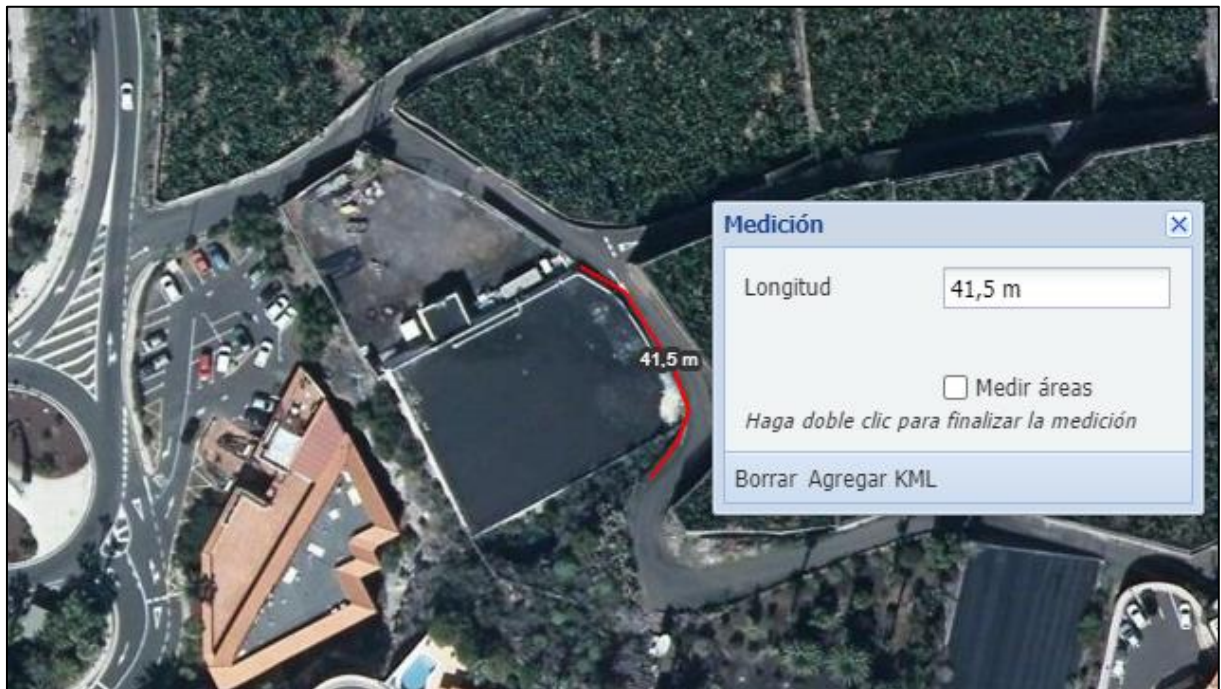 Medición
Longitud
41,5 m
41,5 m
Medir áreas
Haga doble clic para finalizar la medición
Borrar Agregar KML